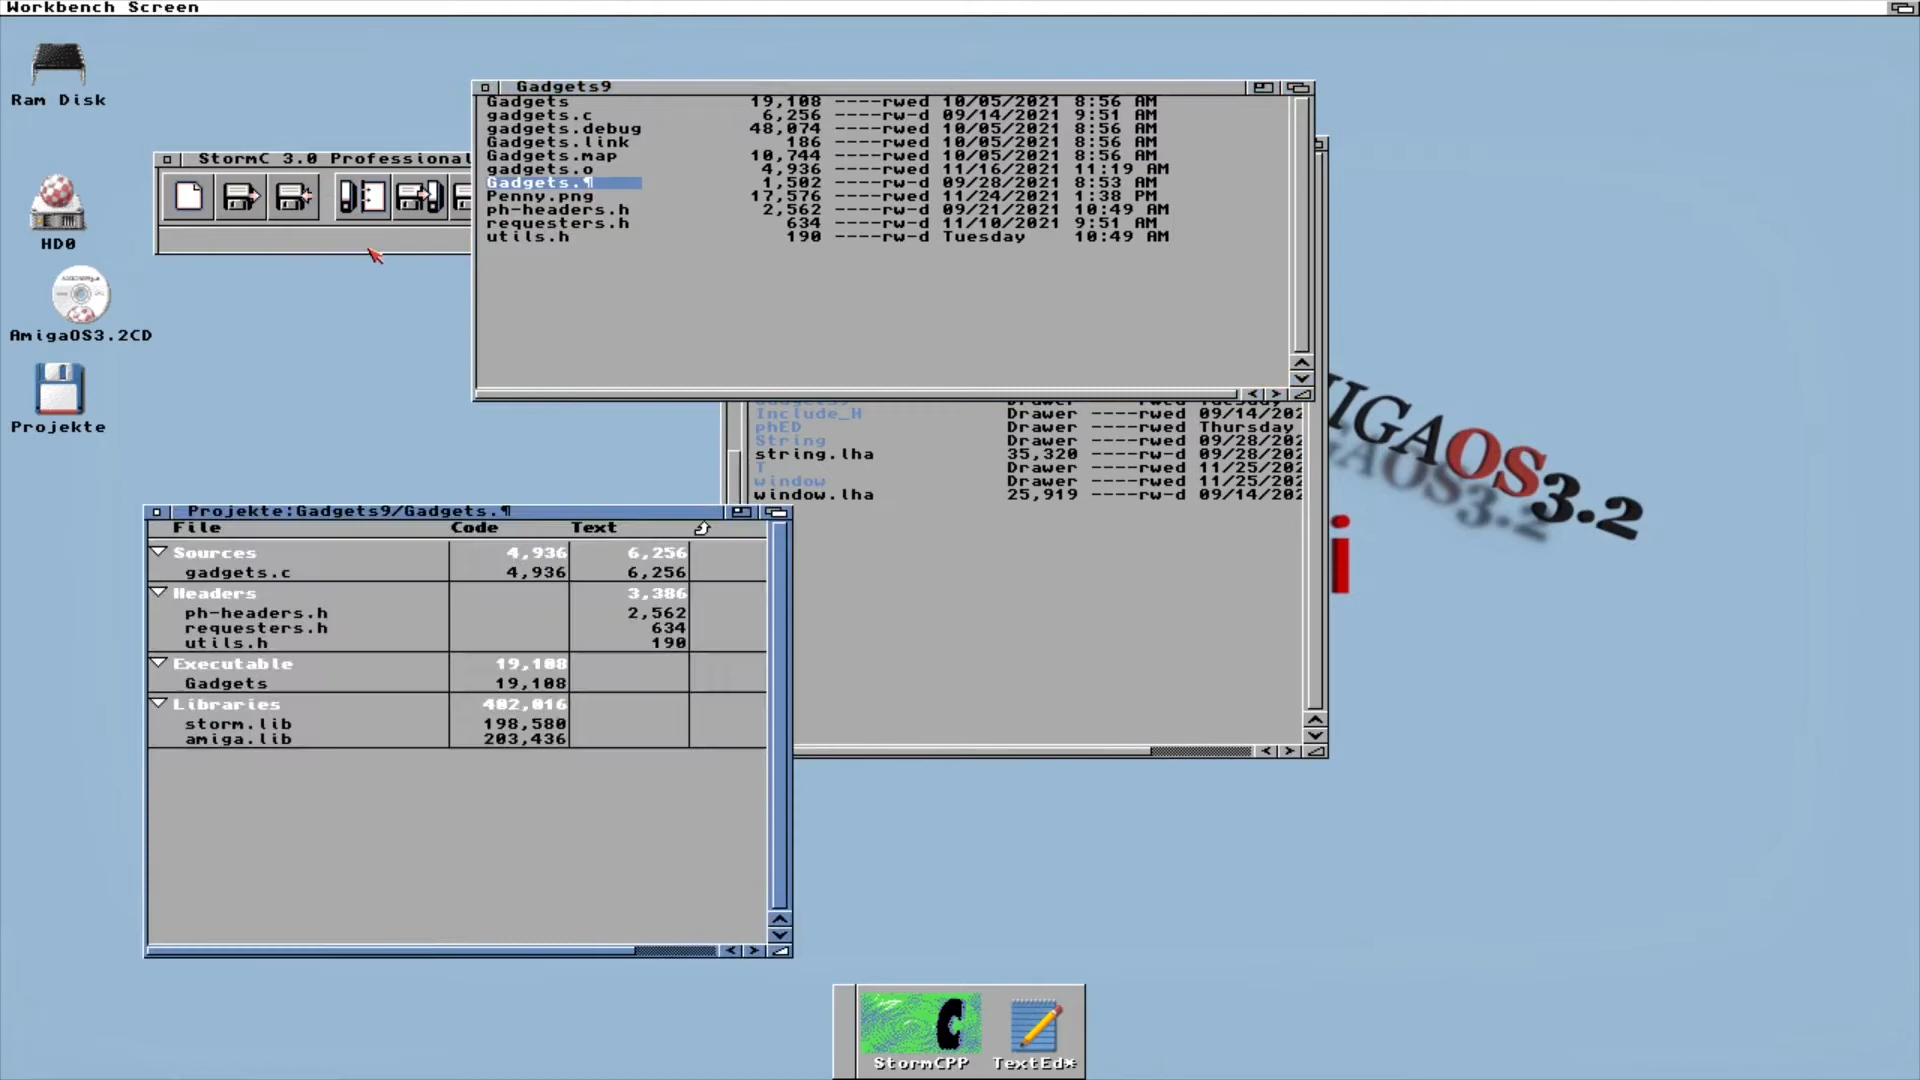 Workbench Screen
Ram Disk
HD0
AmigaOS3.2CD
Projekte
StormC 3.0 Professional
Gadgets9
Gadgets 19,108 ----rwed 10/05/2021 8:56 AM
gadgets.c 6,256 ----rw-d 09/14/2021 9:51 AM
gadgets.debug 48,074 ----rwed 10/05/2021 8:56 AM
Gadgets.link 186 ----rwed 10/05/2021 8:56 AM
Gadgets.map 10,744 ----rwed 10/05/2021 8:56 AM
gadgets.o 4,936 ----rwed 11/16/2021 11:19 AM
Gadgets.¶ 1,502 ----rw-d 09/28/2021 8:53 AM
Penny.png 17,576 ----rwed 11/24/2021 1:38 PM
ph-headers.h 2,562 ----rw-d 09/21/2021 10:49 AM
requesters.h 634 ----rw-d 11/10/2021 9:51 AM
utils.h 190 ----rw-d Tuesday 10:49 AM
Include_H Drawer ----rwed 09/14/202
phED Drawer ----rwed Thursday
String Drawer ----rwed 09/28/202
string.lha 35,320 ----rw-d 09/28/202
T Drawer ----rwed 11/25/202
window Drawer ----rwed 11/25/202
window.lha 25,919 ----rw-d 09/14/202
IGAOS3.2
i
Projekte:Gadgets9/Gadgets.¶
File Code Text
Sources 4,936 6,256
gadgets.c 4,936 6,256
Headers 3,386
ph-headers.h 2,562
requesters.h 634
utils.h 190
Executable 19,108
Gadgets 19,108
Libraries 402,016
storm.lib 198,580
amiga.lib 203,436
C
StormCPP
TextEd*